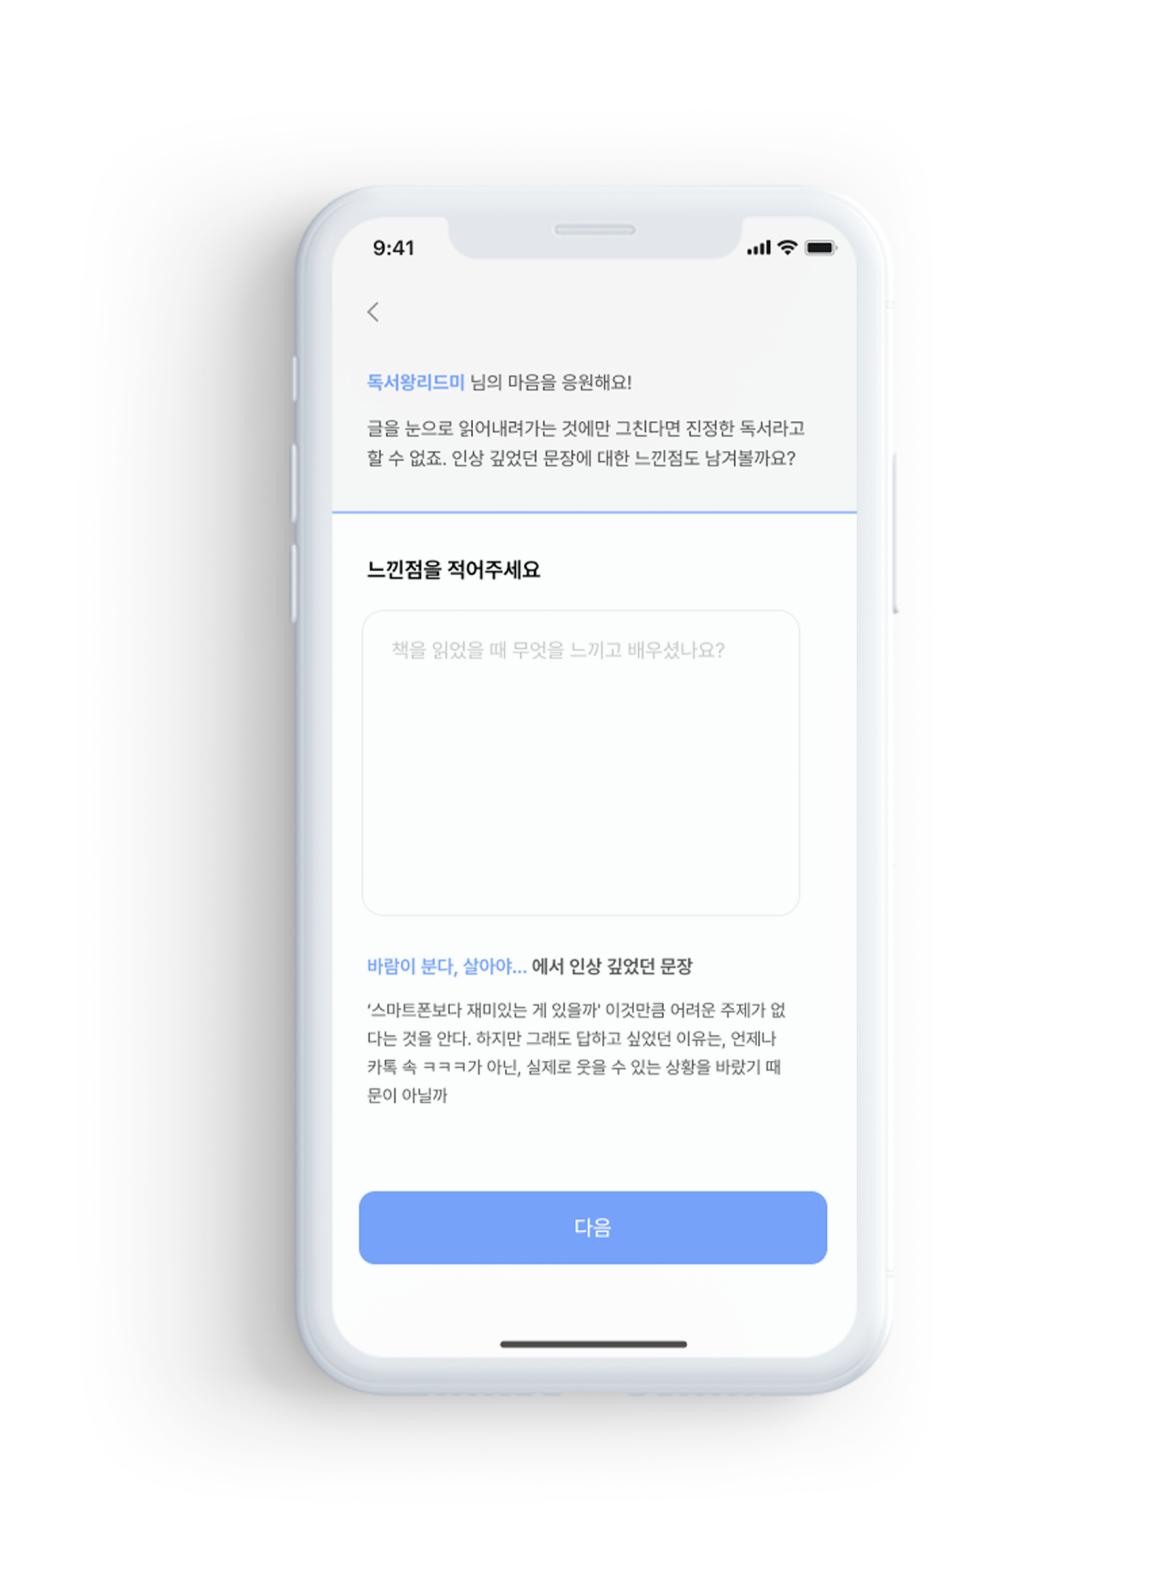 9:41
독서왕리드미 님의 마음을 응원해요!
글을 눈으로 읽어내려가는 것에만 그친다면 진정한 독서라고
할 수 없죠. 인상 깊었던 문장에 대한 느낀점도 남겨볼까요?
느낀점을 적어주세요
책을 읽었을 때 무엇을 느끼고 배우셨나요?
바람이 분다, 살아야... 에서 인상 깊었던 문장
‘스마트폰보다 재미있는 게 있을까' 이것만큼 어려운 주제가 없
다는 것을 안다. 하지만 그래도 답하고 싶었던 이유는, 언제나
카톡 속 ㅋㅋㅋ가 아닌, 실제로 웃을 수 있는 상황을 바랐기 때
문이 아닐까
다음